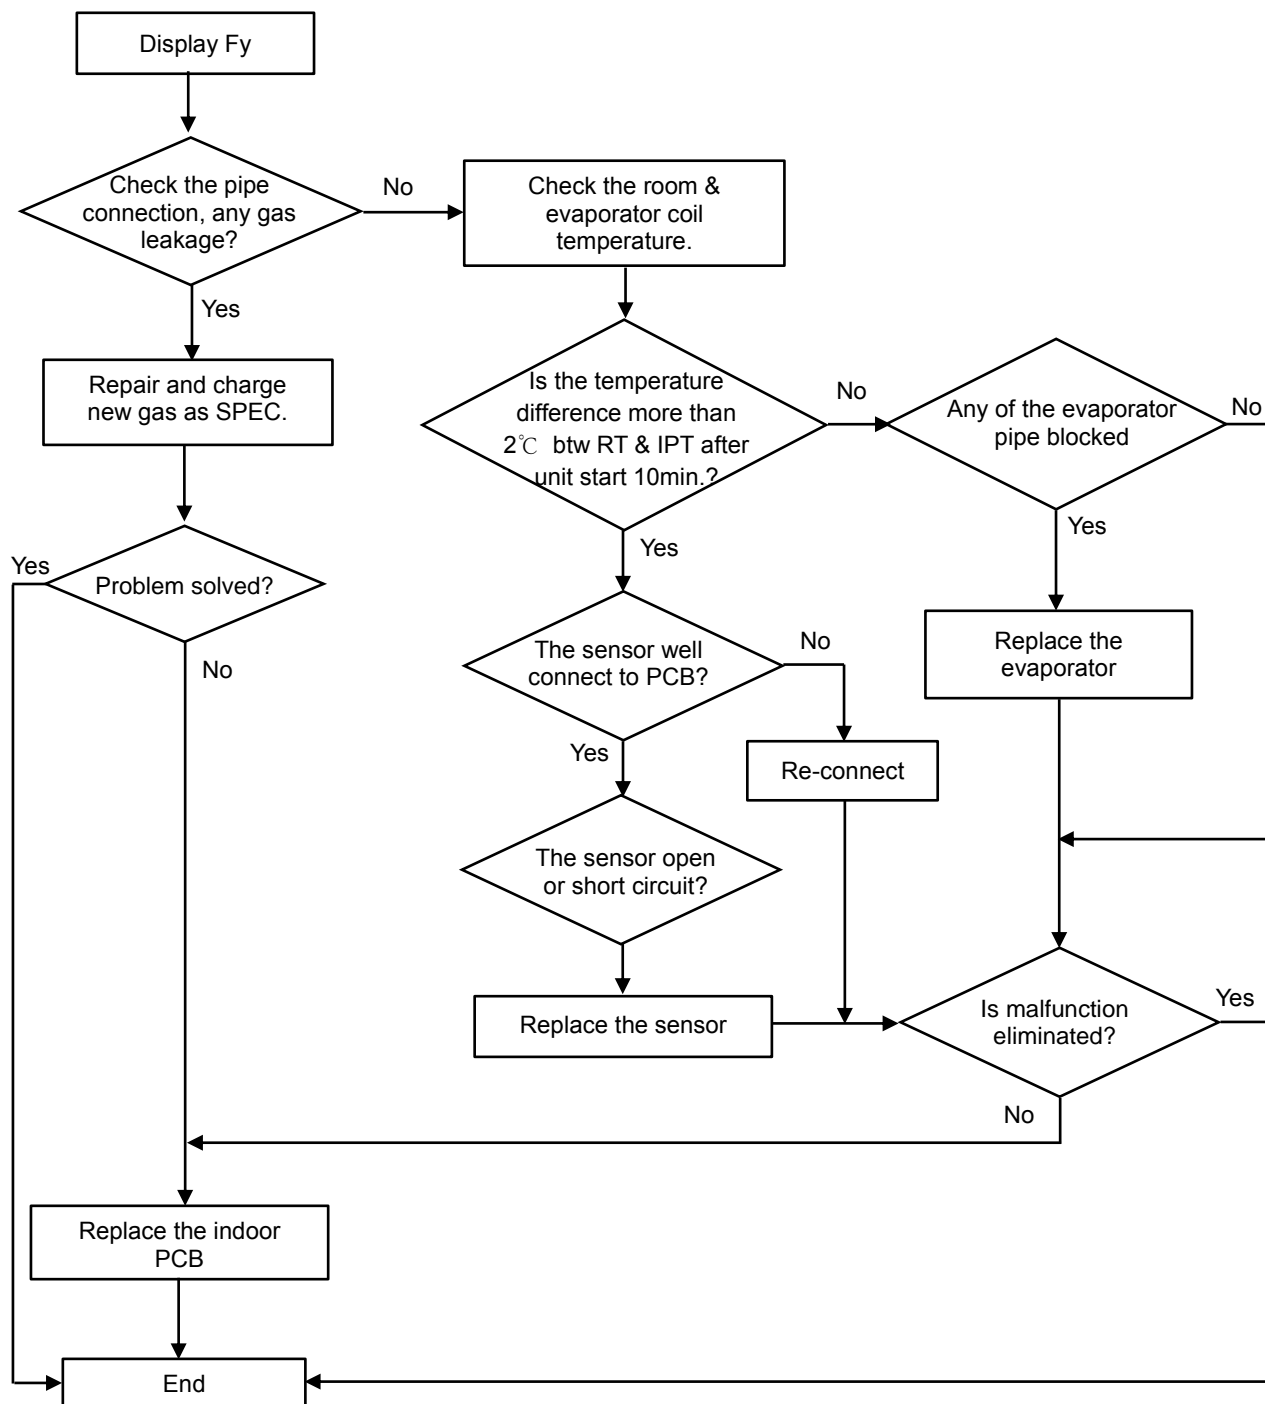 Display Fy
Check the pipe
connection, any gas
leakage?
No
Check the room &
evaporator coil
temperature.
Yes
Repair and charge
new gas as SPEC.
Is the temperature
difference more than
2℃ btw RT & IPT after
unit start 10min.?
No
Any of the evaporator
pipe blocked
No
Yes
Yes
Yes
Problem solved?
No
The sensor well
connect to PCB?
No
Replace the
evaporator
Yes
Re-connect
The sensor open
or short circuit?
Replace the sensor
Is malfunction
eliminated?
Yes
No
Replace the indoor
PCB
End